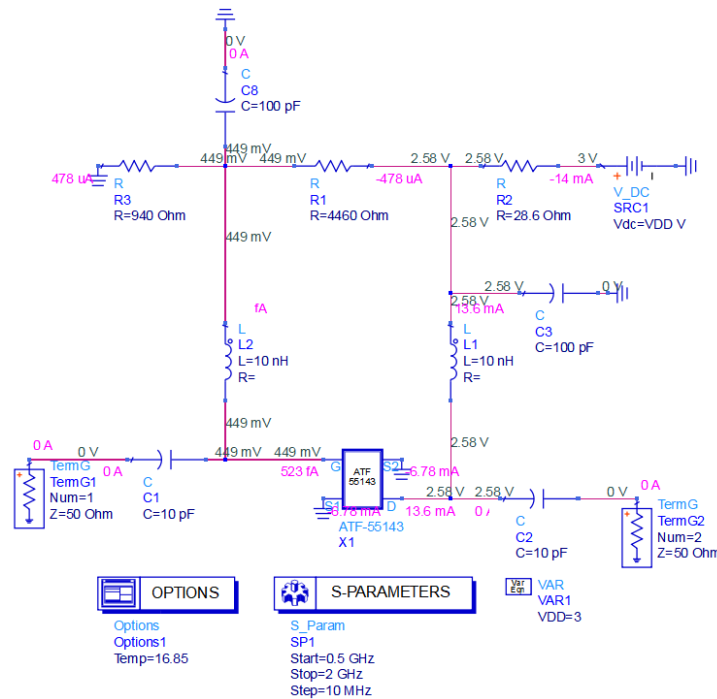 0 V
0 A
C
C8
C=100 pF
449 mV
449 mV
449 mV
2.58 V
2.58 V
3 V
478 uA
-478 uA
-14 mA
R
R3
R=940 Ohm
R
R1
R=4460 Ohm
R
R2
R=28.6 Ohm
+
V_DC
SRC1
Vdc=VDD V
449 mV
2.58 V
fA
2.58 V
2.58 V
0 V
13.6 mA
C
C3
C=100 pF
L
L2
L=10 nH
R=
L
L1
L=10 nH
R=
449 mV
2.58 V
0 A
0 V
449 mV
449 mV
0 A
523 fA
G
S2
ATF
55143
S1
D
-6.78 mA
-6.78 mA
13.6 mA
2.58 V
2.58 V
0 V
0 A
+
TermG
TermG1
Num=1
Z=50 Ohm
C
C1
C=10 pF
ATF-55143
X1
C
C2
C=10 pF
+
TermG
TermG2
Num=2
Z=50 Ohm
OPTIONS
Options
Options1
Temp=16.85
S-PARAMETERS
S_Param
SP1
Start=0.5 GHz
Stop=2 GHz
Step=10 MHz
Var
Eqn
VAR
VAR1
VDD=3